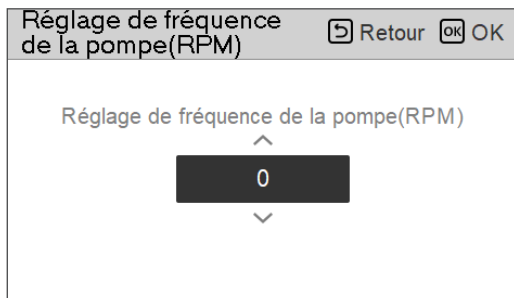 Réglage de fréquence
de la pompe(RPM)
Retour OK OK
Réglage de fréquence de la pompe(RPM)
0